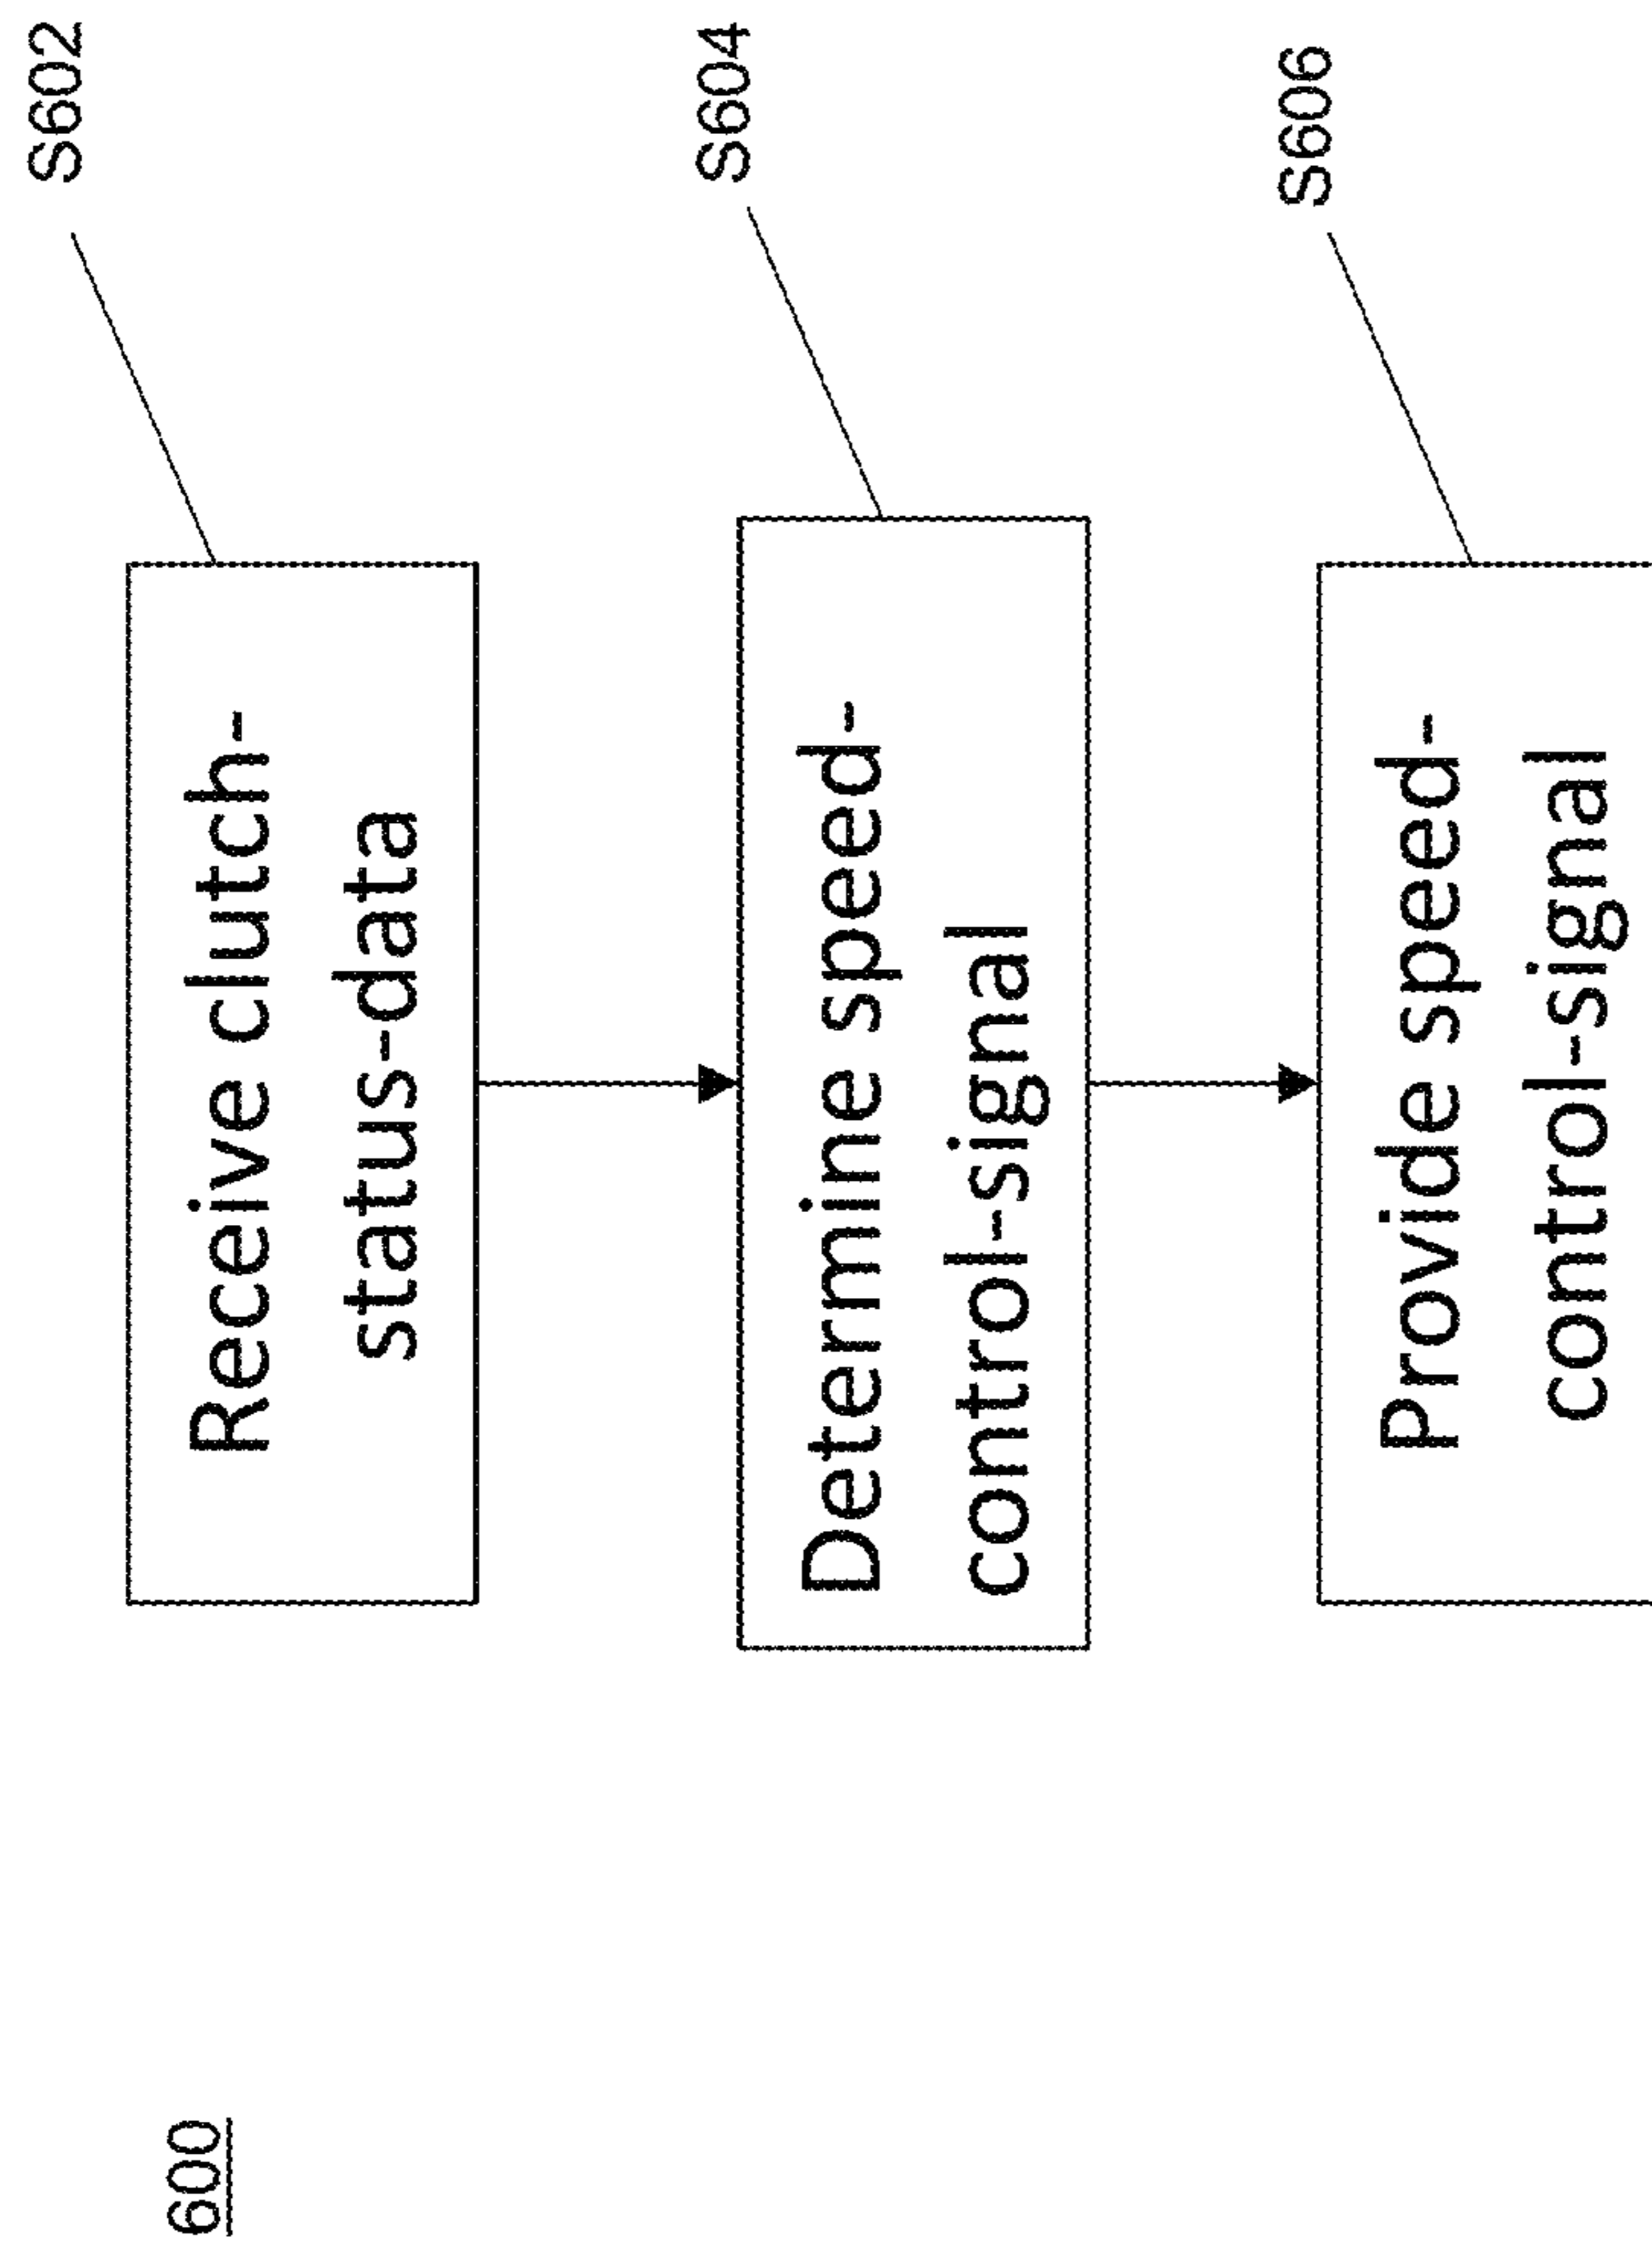 600
Receive clutch-
status-data
S602
Determine speed-
control-signal
S604
Provide speed-
control-signal
S606